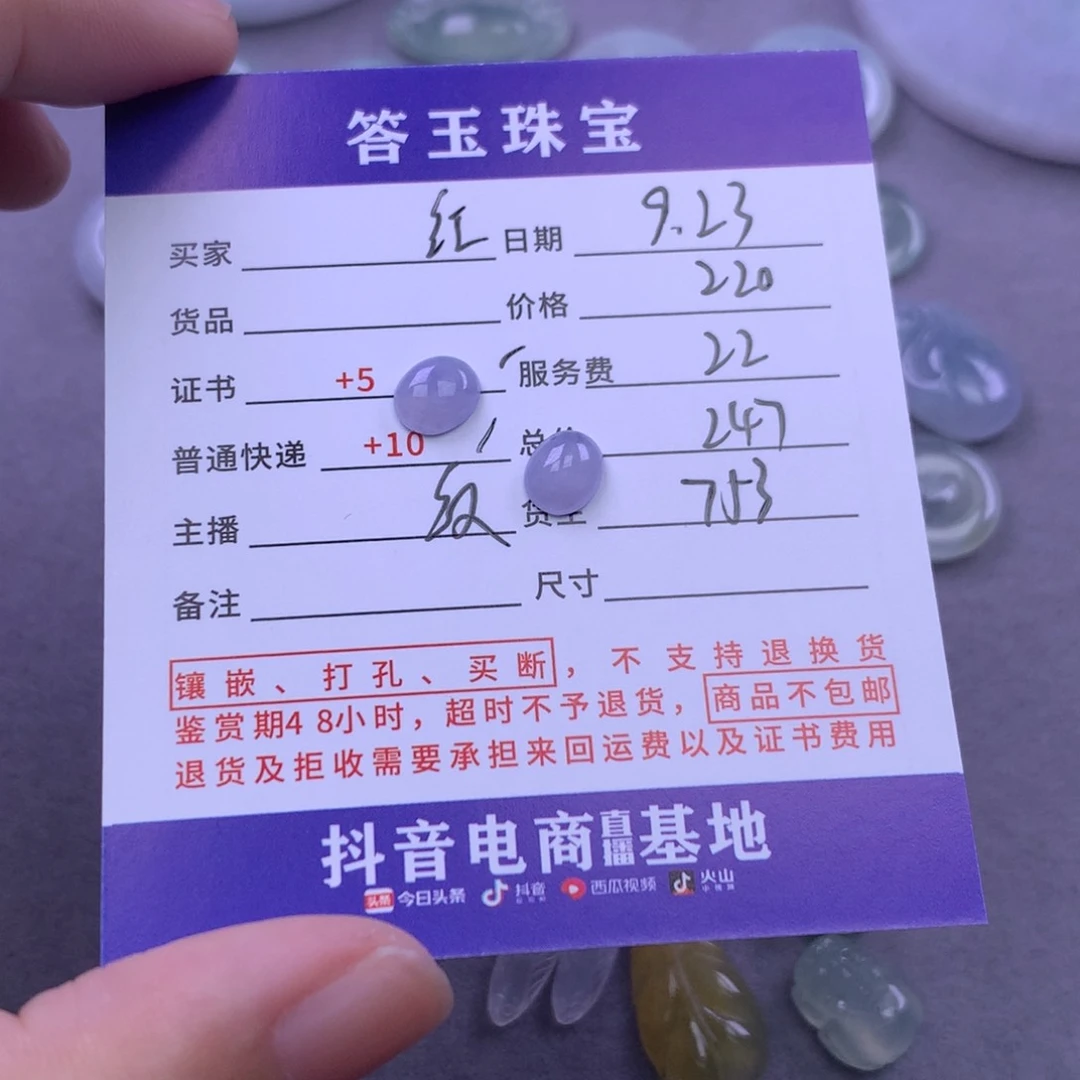 答玉珠宝
买家 红 日期 9.23
货品 价格 220
证书 +5 服务费 22
普通快递 +10 总 247
主播 货主 753
备注 尺寸
镶嵌、打孔、买断，不支持退换货
鉴赏期48小时，超时不予退货，商品不包邮
退货及拒收需要承担来回运费以及证书费用
抖音电商直播基地
头条 今日头条 抖音 西瓜视频 火山